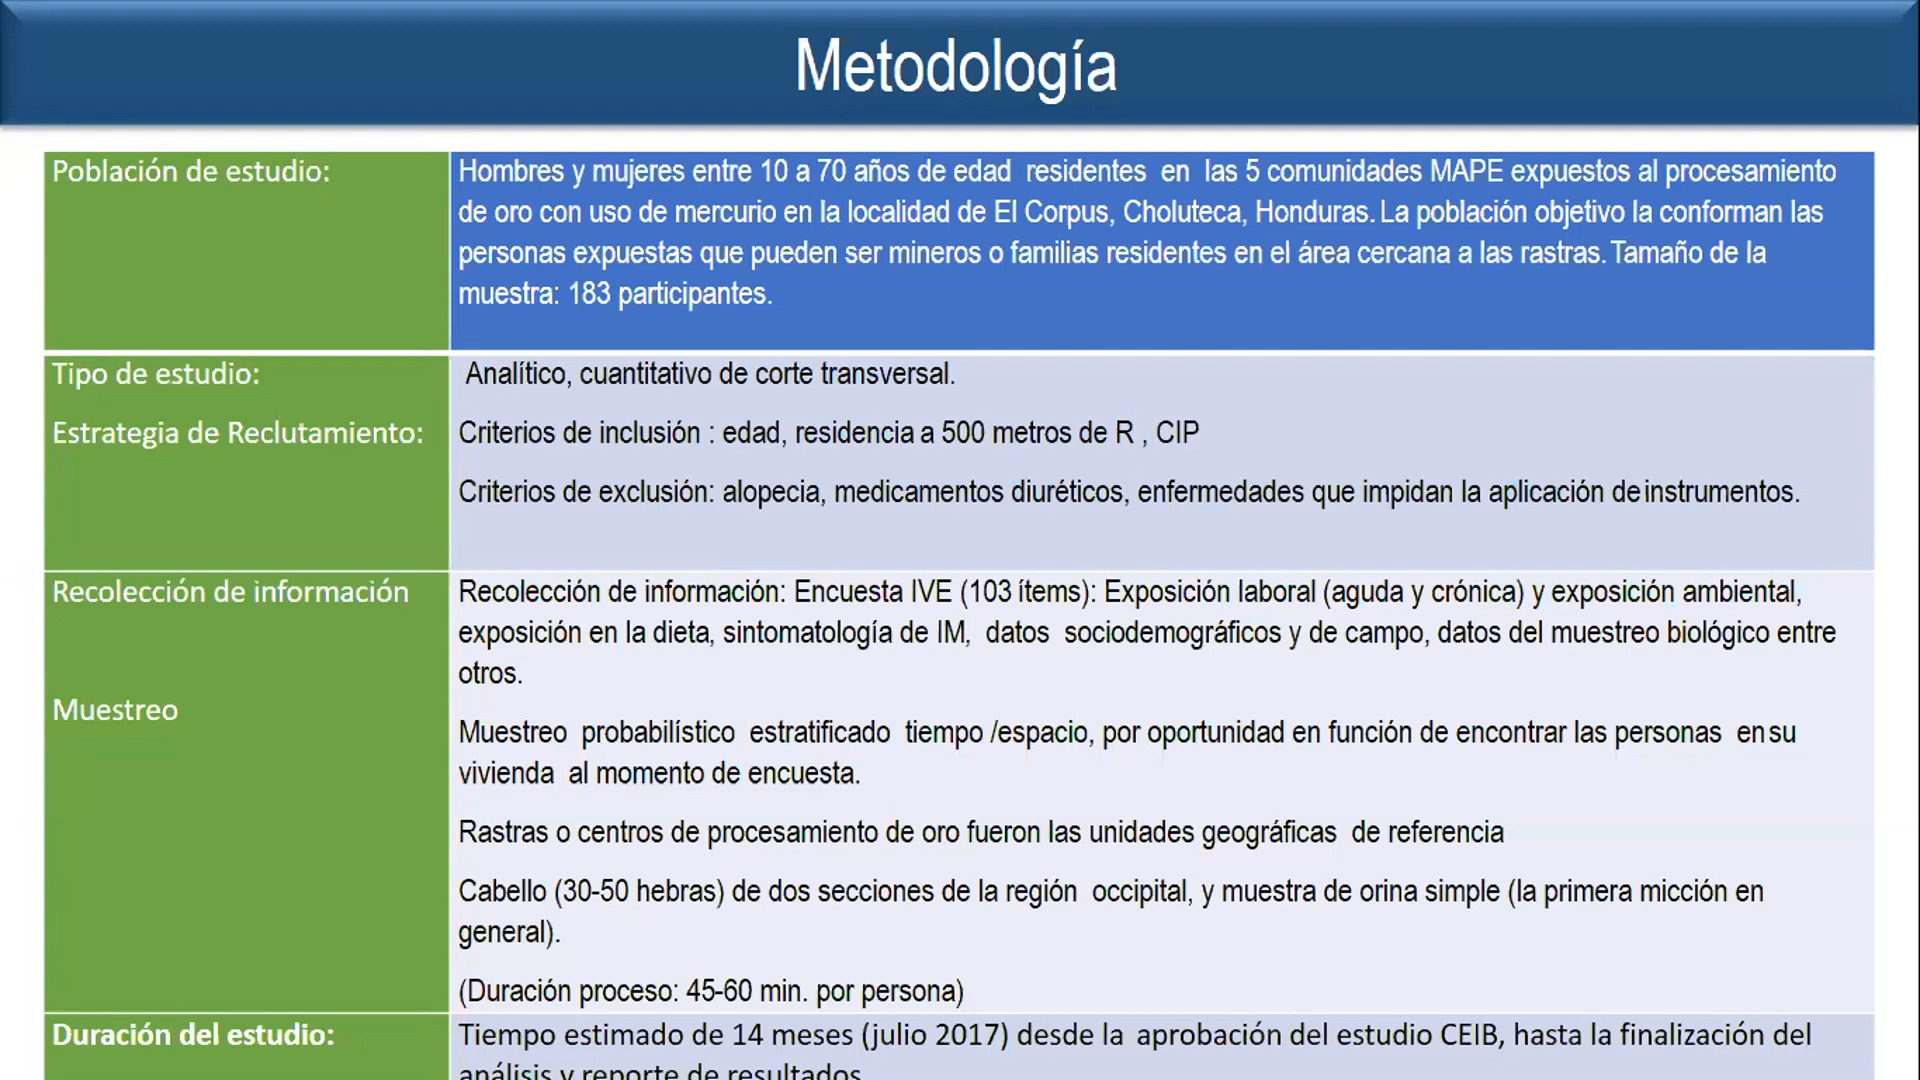 Metodología
Población de estudio:
Hombres y mujeres entre 10 a 70 años de edad residentes en las 5 comunidades MAPE expuestos al procesamiento
de oro con uso de mercurio en la localidad de El Corpus, Choluteca, Honduras. La población objetivo la conforman las
personas expuestas que pueden ser mineros o familias residentes en el área cercana a las rastras. Tamaño de la
muestra: 183 participantes.
Tipo de estudio:
Analítico, cuantitativo de corte transversal.
Estrategia de Reclutamiento:
Criterios de inclusión : edad, residencia a 500 metros de R , CIP
Criterios de exclusión: alopecia, medicamentos diuréticos, enfermedades que impidan la aplicación de instrumentos.
Recolección de información
Recolección de información: Encuesta IVE (103 ítems): Exposición laboral (aguda y crónica) y exposición ambiental,
exposición en la dieta, sintomatología de IM, datos sociodemográficos y de campo, datos del muestreo biológico entre
otros.
Muestreo
Muestreo probabilístico estratificado tiempo /espacio, por oportunidad en función de encontrar las personas en su
vivienda al momento de encuesta.
Rastras o centros de procesamiento de oro fueron las unidades geográficas de referencia
Cabello (30-50 hebras) de dos secciones de la región occipital, y muestra de orina simple (la primera micción en
general).
(Duración proceso: 45-60 min. por persona)
Duración del estudio:
Tiempo estimado de 14 meses (julio 2017) desde la aprobación del estudio CEIB, hasta la finalización del
análisis y reporte de resultados